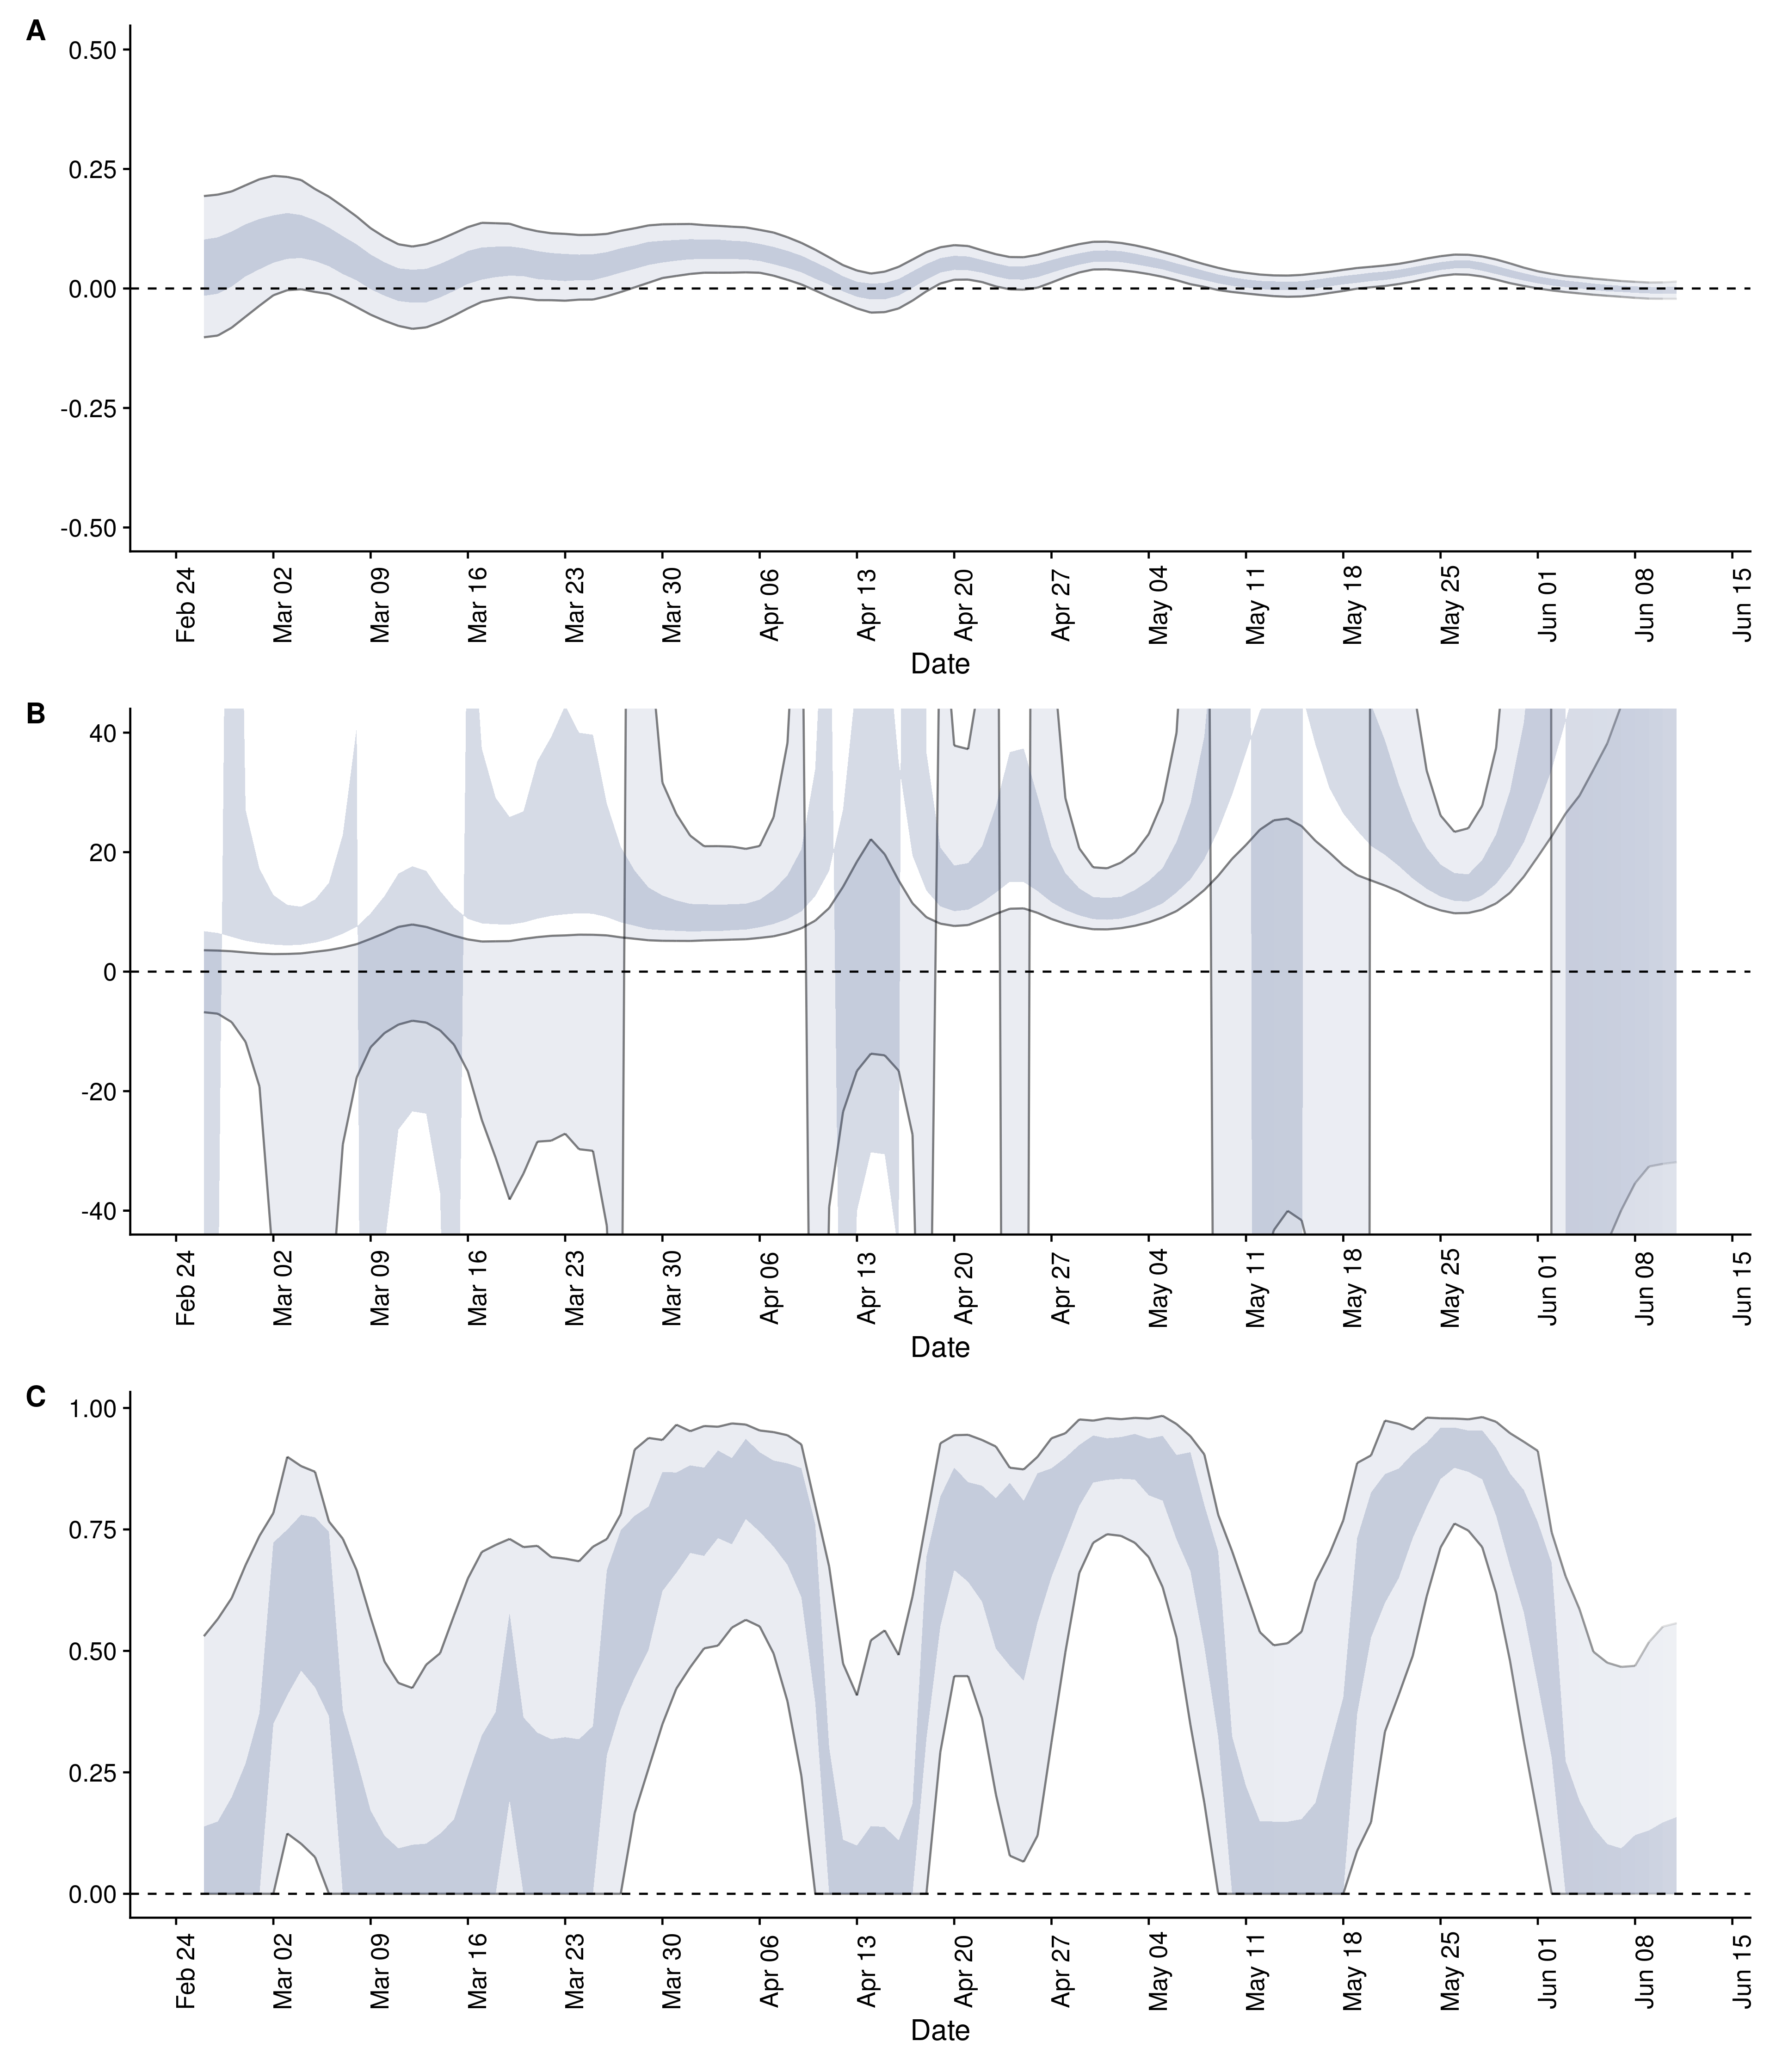 A
0.50
0.25
0.00
-0.25
-0.50
Feb 24
Mar 02
Mar 09
Mar 16
Mar 23
Mar 30
Apr 06
Apr 13
Apr 20
Apr 27
May 04
May 11
May 18
May 25
Jun 01
Jun 08
Jun 15
Date
B
40
20
0
-20
-40
Feb 24
Mar 02
Mar 09
Mar 16
Mar 23
Mar 30
Apr 06
Apr 13
Apr 20
Apr 27
May 04
May 11
May 18
May 25
Jun 01
Jun 08
Jun 15
Date
C
1.00
0.75
0.50
0.25
0.00
Feb 24
Mar 02
Mar 09
Mar 16
Mar 23
Mar 30
Apr 06
Apr 13
Apr 20
Apr 27
May 04
May 11
May 18
May 25
Jun 01
Jun 08
Jun 15
Date